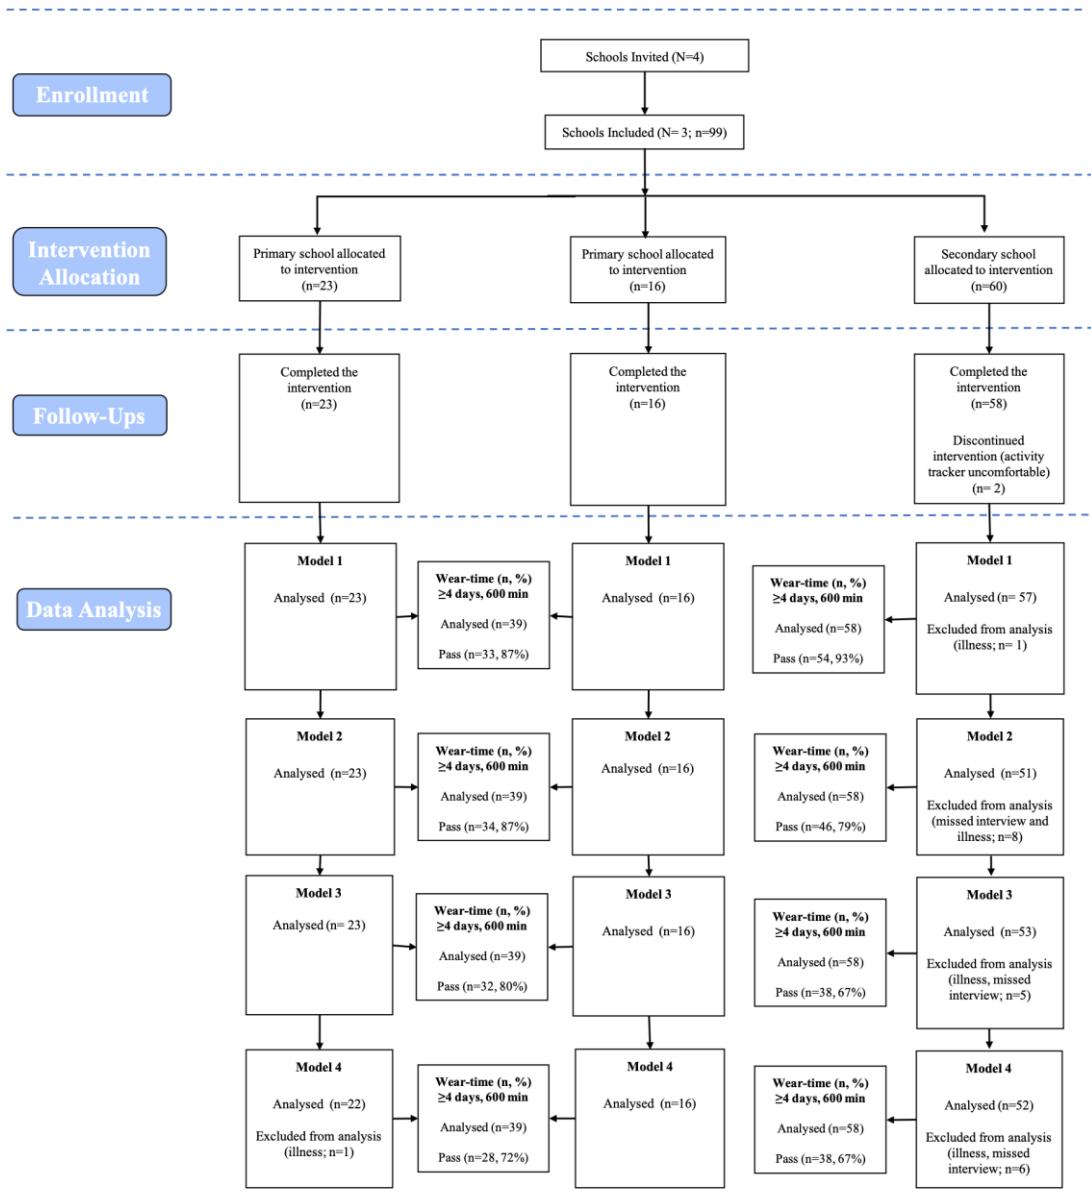 Schools Invited (N=4)
Enrollment
Schools Included (N= 3; n=99)
Intervention
Allocation
Primary school allocated
to intervention
(n=23)
Primary school allocated
to intervention
(n=16)
Secondary school
allocated to intervention
(n=60)
Follow-Ups
Completed the
intervention
(n=23)
Completed the
intervention
(n=16)
Completed the
intervention
(n=58)
Discontinued
intervention (activity
tracker uncomfortable)
(n= 2)
Data Analysis
Model 1
Analysed (n=23)
Wear-time (n, %)
≥4 days, 600 min
Analysed (n=39)
Pass (n=33, 87%)
Model 1
Analysed (n=16)
Wear-time (n, %)
≥4 days, 600 min
Analysed (n=58)
Pass (n=54, 93%)
Model 1
Analysed (n= 57)
Excluded from analysis
(illness; n= 1)
Model 2
Analysed (n=23)
Wear-time (n, %)
≥4 days, 600 min
Analysed (n=39)
Pass (n=34, 87%)
Model 2
Analysed (n=16)
Wear-time (n, %)
≥4 days, 600 min
Analysed (n=58)
Pass (n=46, 79%)
Model 2
Analysed (n=51)
Excluded from analysis
(missed interview and
illness; n=8)
Model 3
Analysed (n= 23)
Wear-time (n, %)
≥4 days, 600 min
Analysed (n=39)
Pass (n=32, 80%)
Model 3
Analysed (n=16)
Wear-time (n, %)
≥4 days, 600 min
Analysed (n=58)
Pass (n=38, 67%)
Model 3
Analysed (n=53)
Excluded from analysis
(illness, missed
interview; n=5)
Model 4
Analysed (n=22)
Excluded from analysis
(illness; n=1)
Wear-time (n, %)
≥4 days, 600 min
Analysed (n=39)
Pass (n=28, 72%)
Model 4
Analysed (n=16)
Wear-time (n, %)
≥4 days, 600 min
Analysed (n=58)
Pass (n=38, 67%)
Model 4
Analysed (n=52)
Excluded from analysis
(illness, missed
interview; n=6)